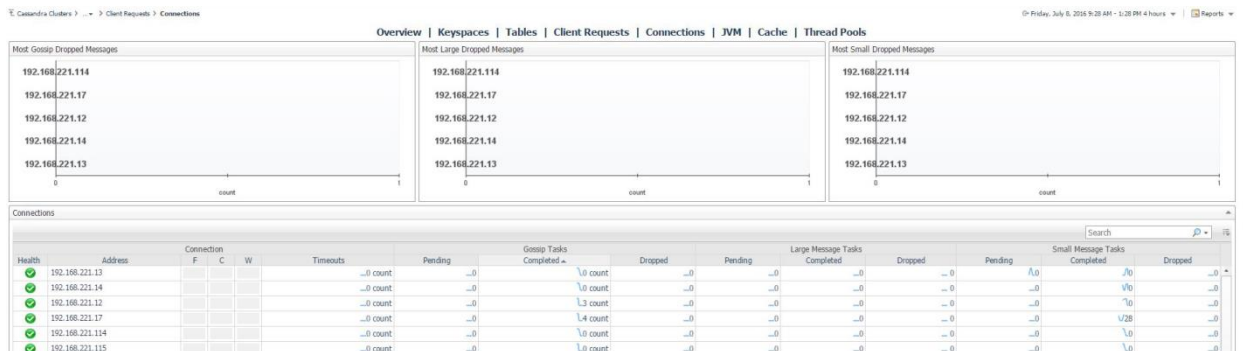 Cassandra Clusters > ... > Client Requests > Connections
Friday, July 8, 2016 9:28 AM - 1:28 PM 4 hours | Reports
Overview | Keyspaces | Tables | Client Requests | Connections | JVM | Cache | Thread Pools
Most Gossip Dropped Messages
192.168.221.114
192.168.221.17
192.168.221.12
192.168.221.14
192.168.221.13
0 1
count
Most Large Dropped Messages
192.168.221.114
192.168.221.17
192.168.221.12
192.168.221.14
192.168.221.13
0 1
count
Most Small Dropped Messages
192.168.221.114
192.168.221.17
192.168.221.12
192.168.221.14
192.168.221.13
0 1
count
Connections
Search
Connection Gossip Tasks Large Message Tasks Small Message Tasks
Health Address F C W Timeouts Pending Completed Dropped Pending Completed Dropped Pending Completed Dropped
192.168.221.13 ...0 count ...0 0 count ...0 ...0 ...0 ... 0 0 0 ...0
192.168.221.14 ...0 count ...0 0 count ...0 ...0 ...0 ... 0 ...0 0 ...0
192.168.221.12 ...0 count ...0 3 count ...0 ...0 ...0 ... 0 ...0 0 ...0
192.168.221.17 ...0 count ...0 4 count ...0 ...0 ...0 ... 0 ...0 28 ...0
192.168.221.114 ...0 count ...0 0 count ...0 ...0 ...0 ... 0 ...0 0 ...0
192.168.221.115 ...0 count ...0 0 count ...0 ...0 ...0 ... 0 ...0 0 ...0